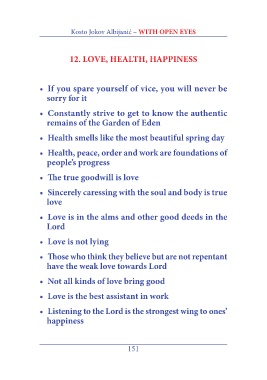 Kosto Jokov Albijanić – WITH OPEN EYES
12. LOVE, HEALTH, HAPPINESS
• If you spare yourself of vice, you will never be
sorry for it
• Constantly strive to get to know the authentic
remains of the Garden of Eden
• Health smells like the most beautiful spring day
• Health, peace, order and work are foundations of
people's progress
• The true goodwill is love
• Sincerely caressing with the soul and body is true
love
• Love is in the alms and other good deeds in the
Lord
• Love is not lying
• Those who think they believe but are not repentant
have the weak love towards Lord
• Not all kinds of love bring good
• Love is the best assistant in work
• Listening to the Lord is the strongest wing to ones'
happiness
151